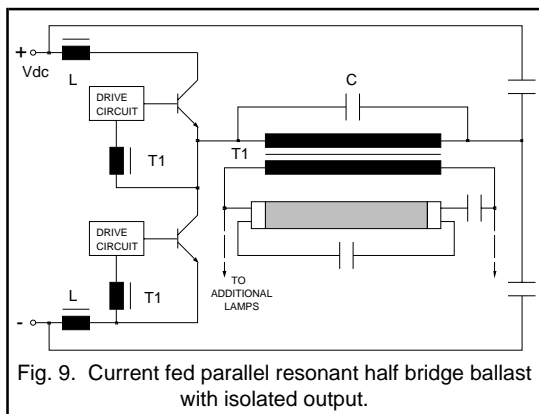 +
Vdc
L
C
DRIVE
CIRCUIT
T1
T1
DRIVE
CIRCUIT
T1
L
-
TO
ADDITIONAL
LAMPS
Fig. 9. Current fed parallel resonant half bridge ballast
with isolated output.